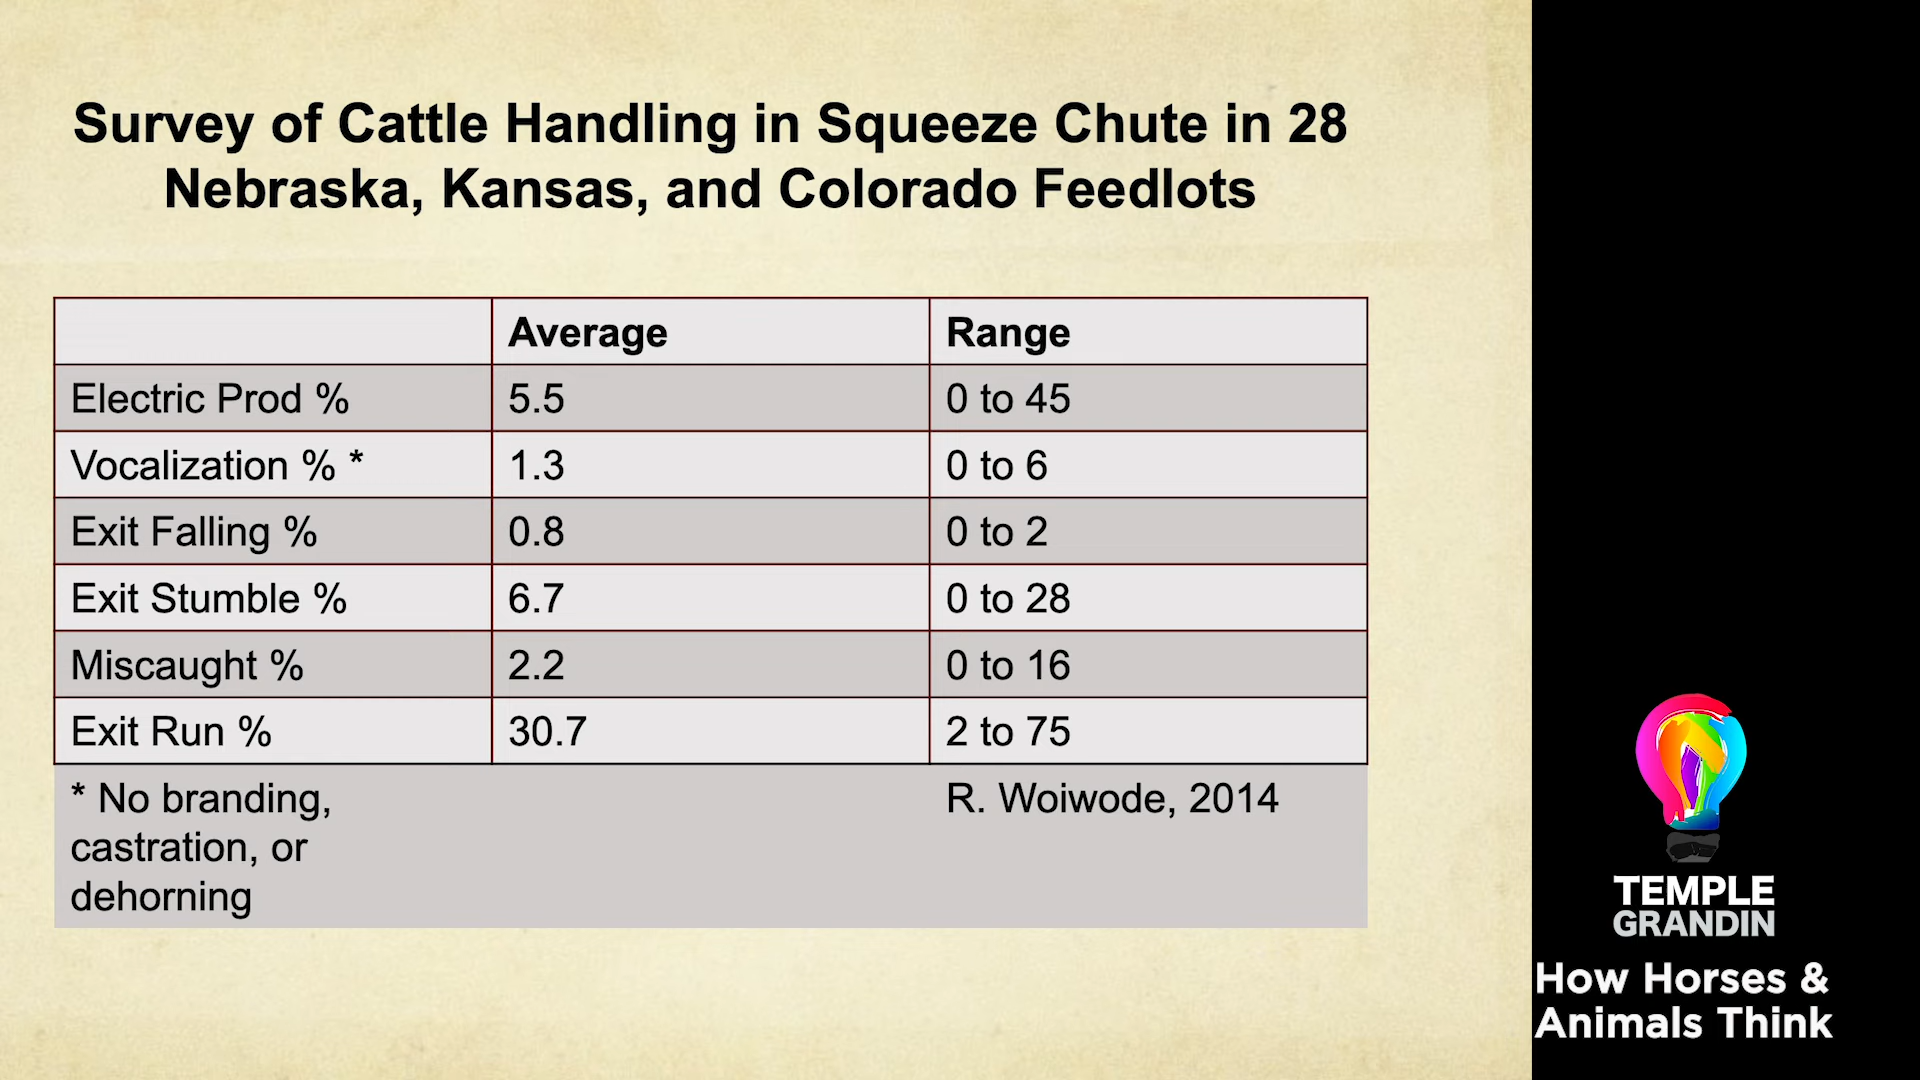 Survey of Cattle Handling in Squeeze Chute in 28
Nebraska, Kansas, and Colorado Feedlots
Average Range
Electric Prod % 5.5 0 to 45
Vocalization % * 1.3 0 to 6
Exit Falling % 0.8 0 to 2
Exit Stumble % 6.7 0 to 28
Miscaught % 2.2 0 to 16
Exit Run % 30.7 2 to 75
* No branding, R. Woiwode, 2014
castration, or
dehorning
TEMPLE
GRANDIN
How Horses &
Animals Think